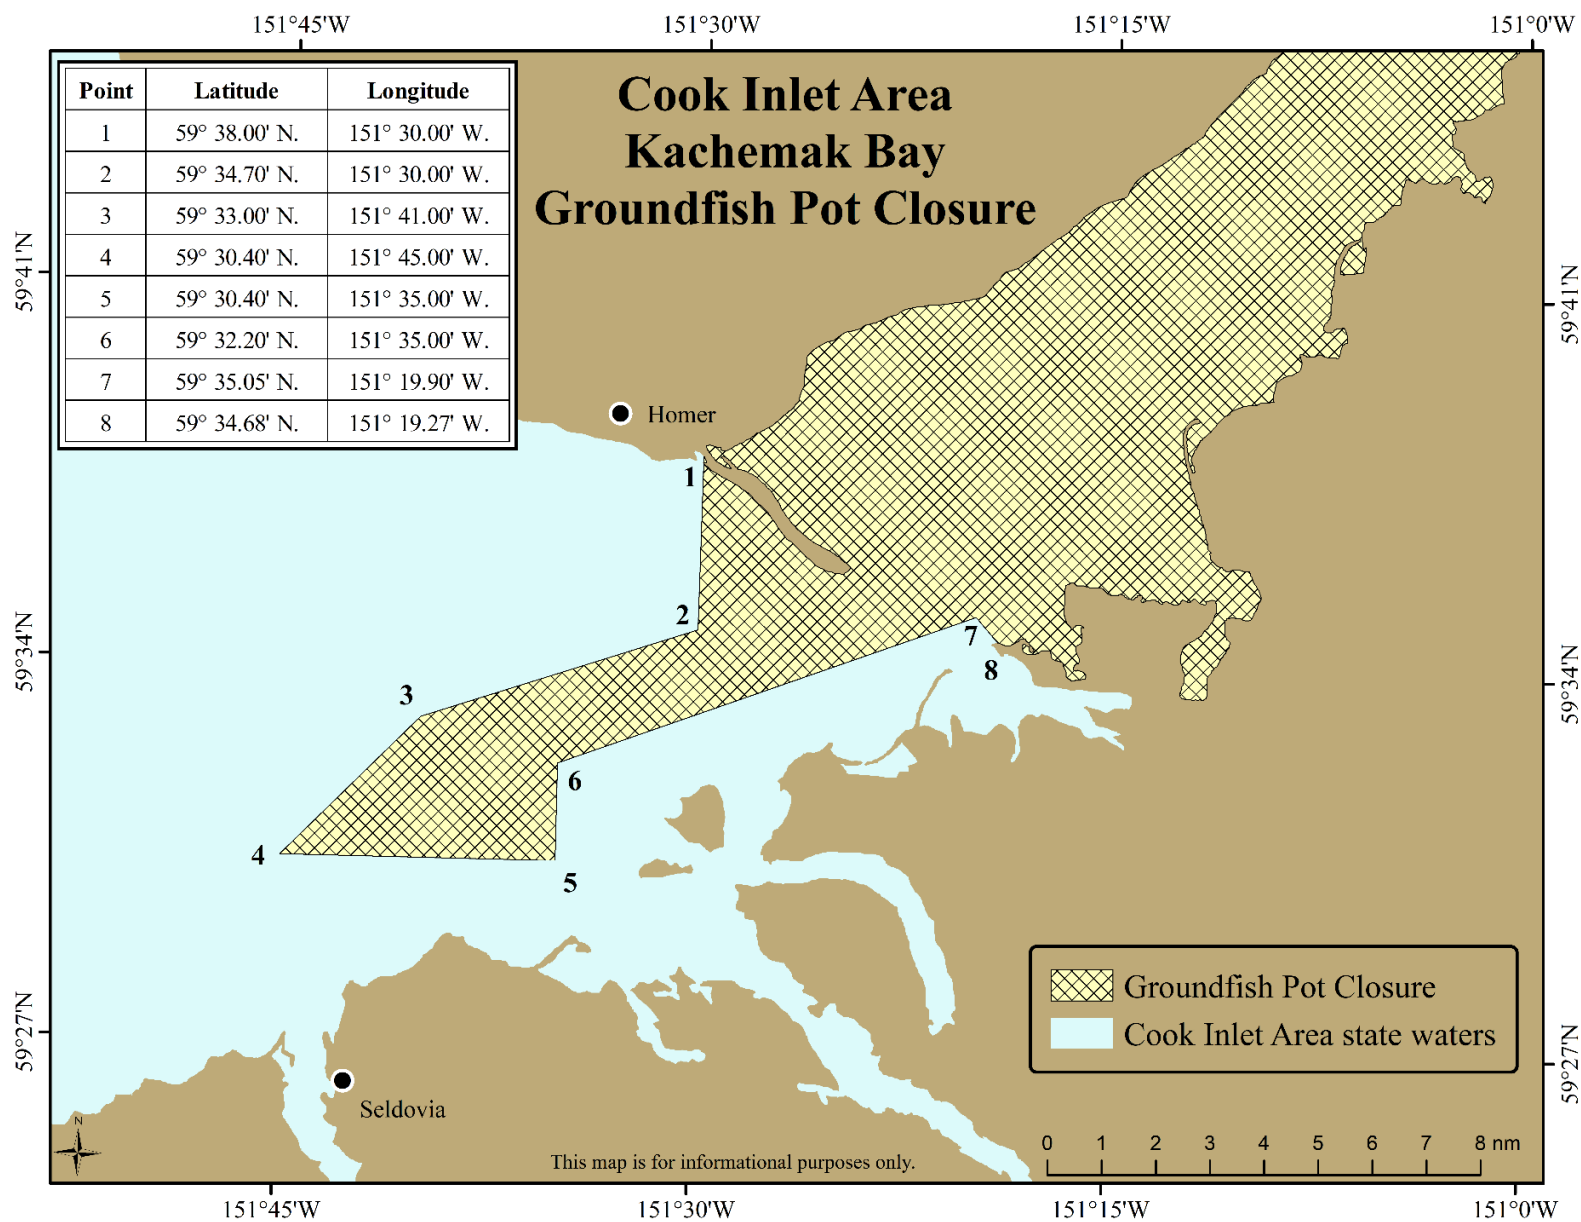 151°45'W 151°30'W 151°15'W 151°0'W
Point Latitude Longitude
1 59° 38.00' N. 151° 30.00' W.
2 59° 34.70' N. 151° 30.00' W.
3 59° 33.00' N. 151° 41.00' W.
4 59° 30.40' N. 151° 45.00' W.
5 59° 30.40' N. 151° 35.00' W.
6 59° 32.20' N. 151° 35.00' W.
7 59° 35.05' N. 151° 19.90' W.
8 59° 34.68' N. 151° 19.27' W.
Cook Inlet Area
Kachemak Bay
Groundfish Pot Closure
59°41'N
59°41'N
Homer
1
2
7
59°34'N
59°34'N
8
3
6
4
5
Groundfish Pot Closure
Cook Inlet Area state waters
59°27'N
59°27'N
Seldovia
N
0 1 2 3 4 5 6 7 8 nm
This map is for informational purposes only.
151°45'W 151°30'W 151°15'W 151°0'W